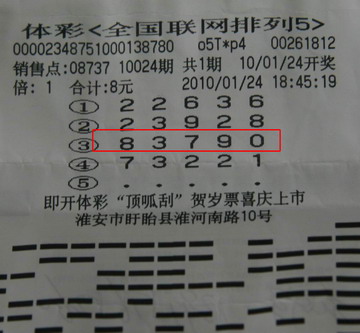 体彩<全国联网排列5>
00002348751000138780 o5T*p4 00261812
销售点:08737 10024期 共1期 10/01/24开奖
倍: 1 合计:8元 2010/01/24 18:45:19
① 2 2 6 3 6
② 2 3 9 2 8
③ 8 3 7 9 0
④ 7 3 2 2 1
⑤ . . . . .
即开体彩“顶呱刮”贺岁票喜庆上市
淮安市盱眙县淮河南路10号